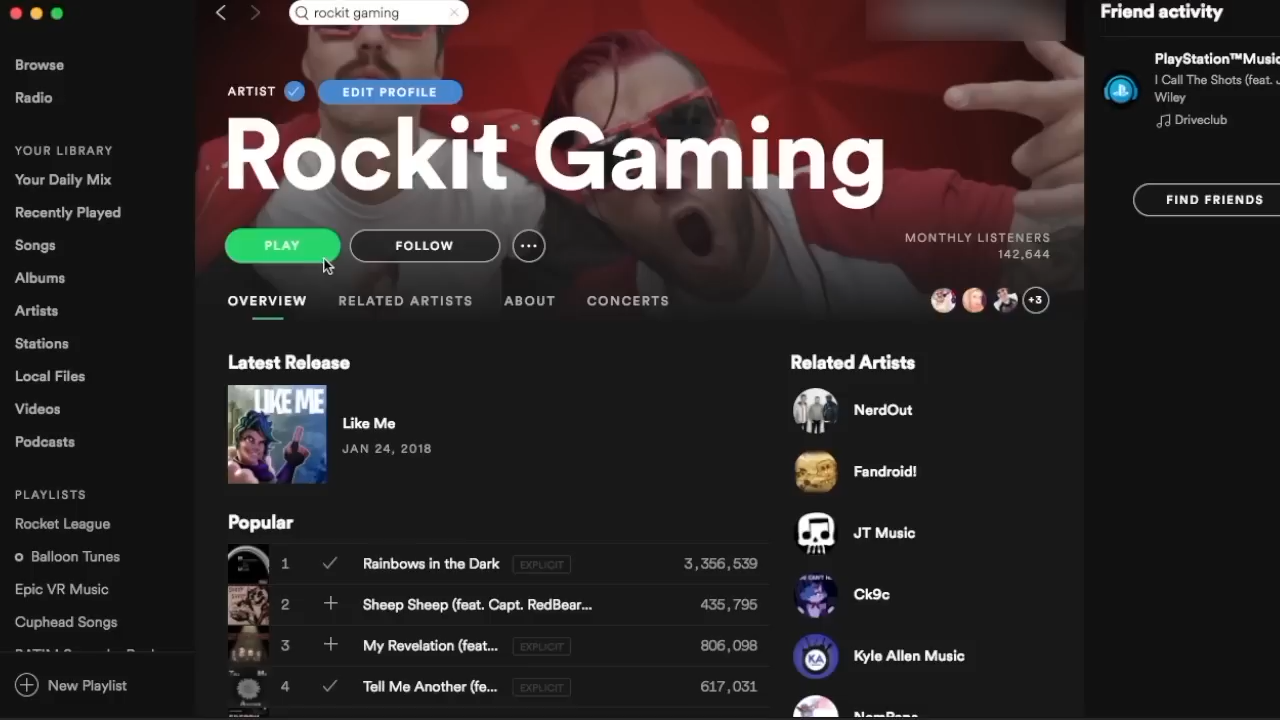 rockit gaming
Browse
Radio
YOUR LIBRARY
Your Daily Mix
Recently Played
Songs
Albums
Artists
Stations
Local Files
Videos
Podcasts
PLAYLISTS
Rocket League
Balloon Tunes
Epic VR Music
Cuphead Songs
New Playlist
ARTIST
EDIT PROFILE
Rockit Gaming
PLAY
FOLLOW
MONTHLY LISTENERS
142,644
OVERVIEW
RELATED ARTISTS
ABOUT
CONCERTS
+3
Latest Release
LIKE ME
Like Me
JAN 24, 2018
Popular
1 Rainbows in the Dark EXPLICIT 3,356,539
2 Sheep Sheep (feat. Capt. RedBear... 435,795
3 My Revelation (feat... EXPLICIT 806,098
4 Tell Me Another (fe... EXPLICIT 617,031
Related Artists
NerdOut
Fandroid!
JT Music
Ck9c
KA
Kyle Allen Music
Friend activity
PlayStation™Music
I Call The Shots (feat. J
Wiley
Driveclub
FIND FRIENDS